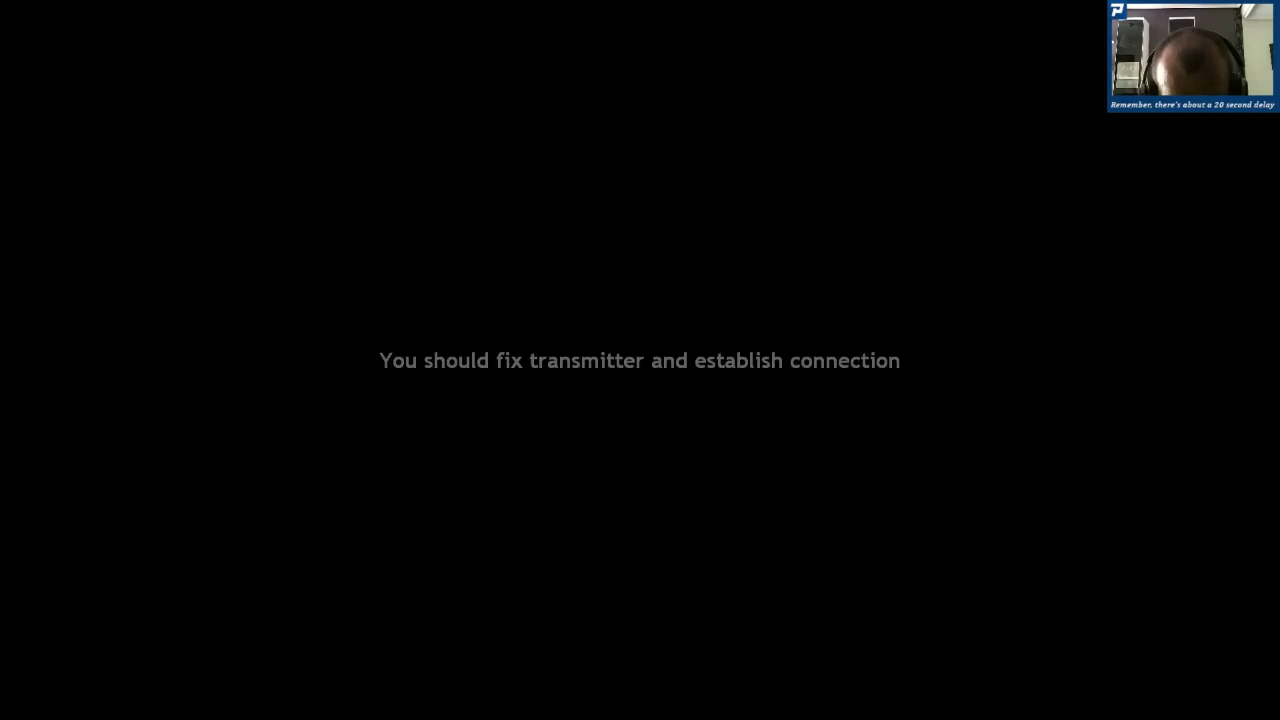 Remember, there's about a 20 second delay
You should fix transmitter and establish connection